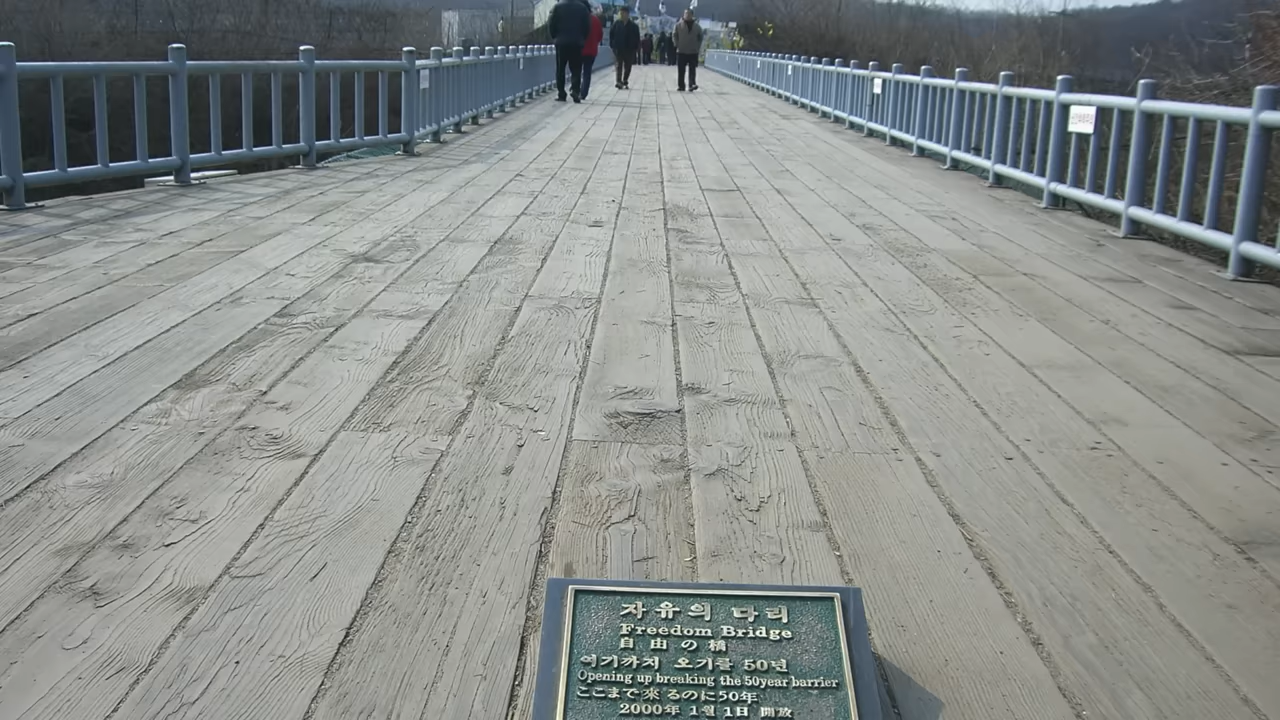 자유의 다리
Freedom Bridge
自由の橋
여기까지 오기를 50년
Opening up breaking the 50year barrier
ここまで來るのに50年
2000年 1월 1日 開放